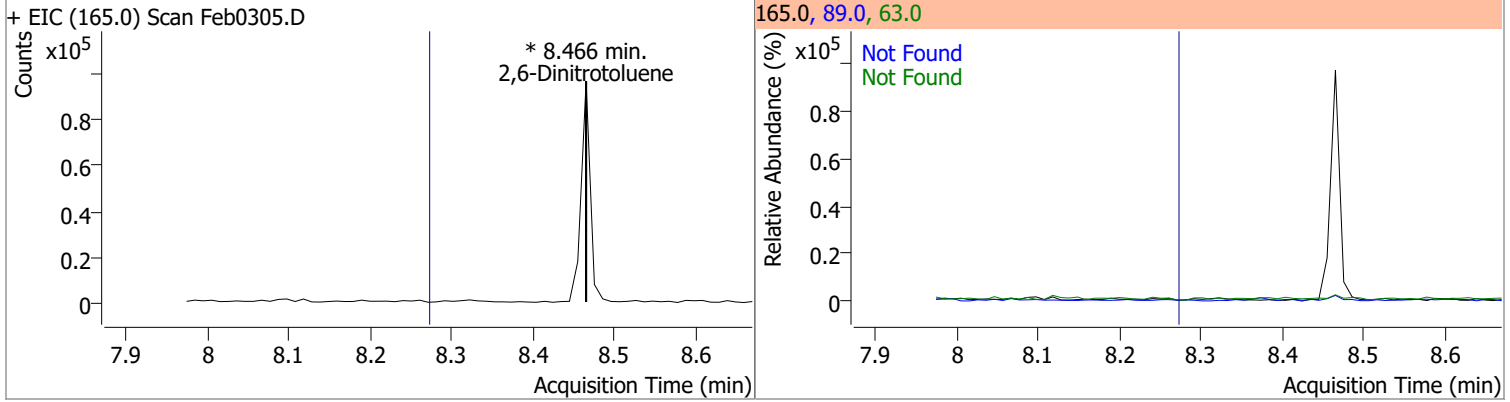 + EIC (165.0) Scan Feb0305.D
Counts
x10⁵
* 8.466 min.
2,6-Dinitrotoluene
0.8
0.6
0.4
0.2
0
7.9 8 8.1 8.2 8.3 8.4 8.5 8.6
Acquisition Time (min)
165.0, 89.0, 63.0
Relative Abundance (%)
x10⁵
Not Found
Not Found
0.8
0.6
0.4
0.2
0
7.9 8 8.1 8.2 8.3 8.4 8.5 8.6
Acquisition Time (min)